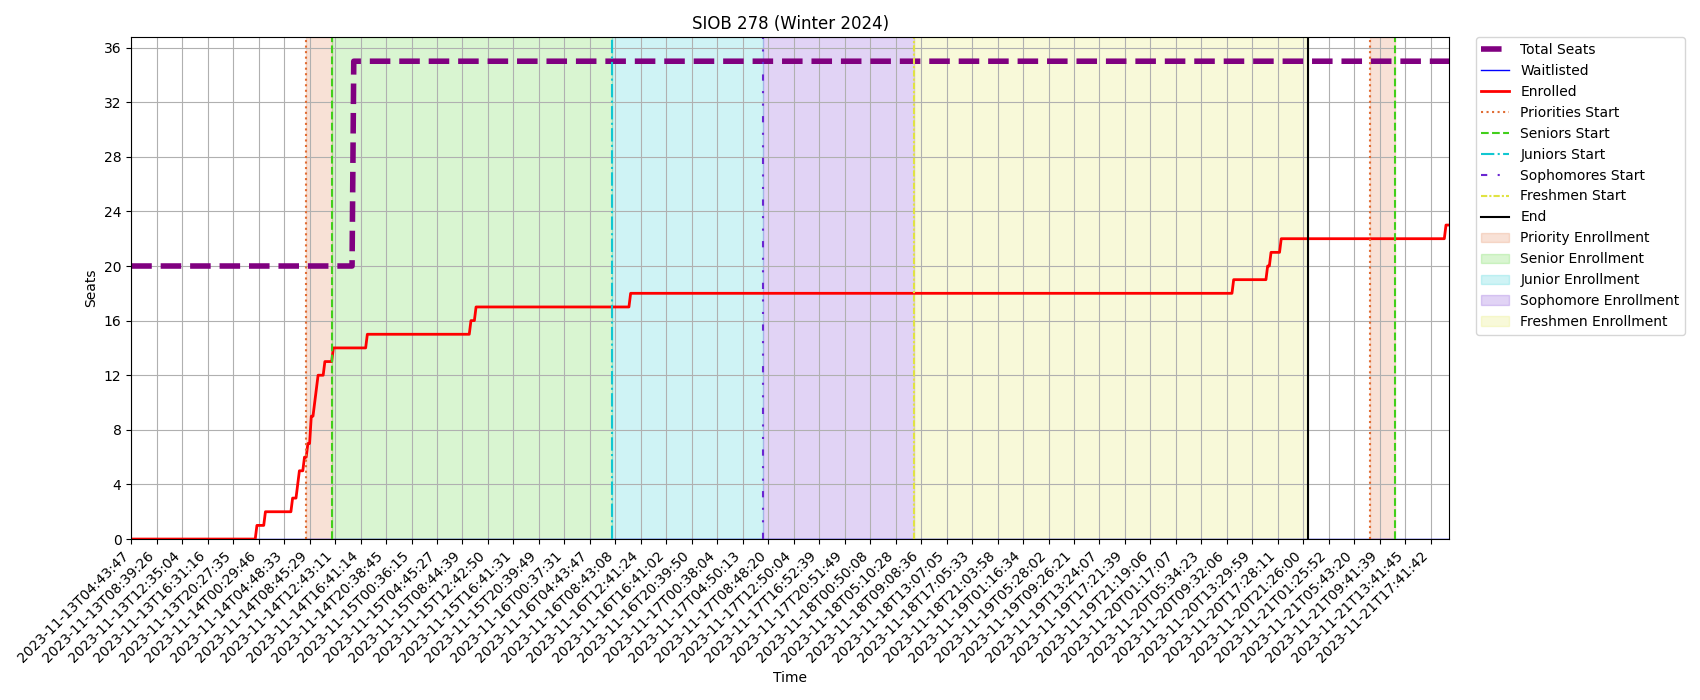 SIOB 278 (Winter 2024)
36
32
28
24
20
16
12
8
4
0
Seats
2023-11-13T04:43:47
2023-11-13T08:39:26
2023-11-13T12:35:04
2023-11-13T16:31:16
2023-11-13T20:27:35
2023-11-14T00:29:46
2023-11-14T04:48:33
2023-11-14T08:45:29
2023-11-14T12:43:11
2023-11-14T16:41:14
2023-11-14T20:38:45
2023-11-15T00:36:15
2023-11-15T04:45:27
2023-11-15T08:44:39
2023-11-15T12:42:50
2023-11-15T16:41:31
2023-11-15T20:39:49
2023-11-16T00:37:31
2023-11-16T04:43:47
2023-11-16T08:43:08
2023-11-16T12:41:24
2023-11-16T16:41:02
2023-11-16T20:39:50
2023-11-17T00:38:04
2023-11-17T04:50:13
2023-11-17T08:48:20
2023-11-17T12:50:04
2023-11-17T16:52:39
2023-11-17T20:51:49
2023-11-18T00:50:08
2023-11-18T05:10:28
2023-11-18T09:08:36
2023-11-18T13:07:05
2023-11-18T17:05:33
2023-11-18T21:03:58
2023-11-19T01:16:34
2023-11-19T05:28:02
2023-11-19T09:26:21
2023-11-19T13:24:07
2023-11-19T17:21:39
2023-11-19T21:19:06
2023-11-20T01:17:07
2023-11-20T05:34:23
2023-11-20T09:32:06
2023-11-20T13:29:59
2023-11-20T17:28:11
2023-11-20T21:26:00
2023-11-21T01:25:52
2023-11-21T05:43:20
2023-11-21T09:41:39
2023-11-21T13:41:45
2023-11-21T17:41:42
Time
Total Seats
Waitlisted
Enrolled
Priorities Start
Seniors Start
Juniors Start
Sophomores Start
Freshmen Start
End
Priority Enrollment
Senior Enrollment
Junior Enrollment
Sophomore Enrollment
Freshmen Enrollment